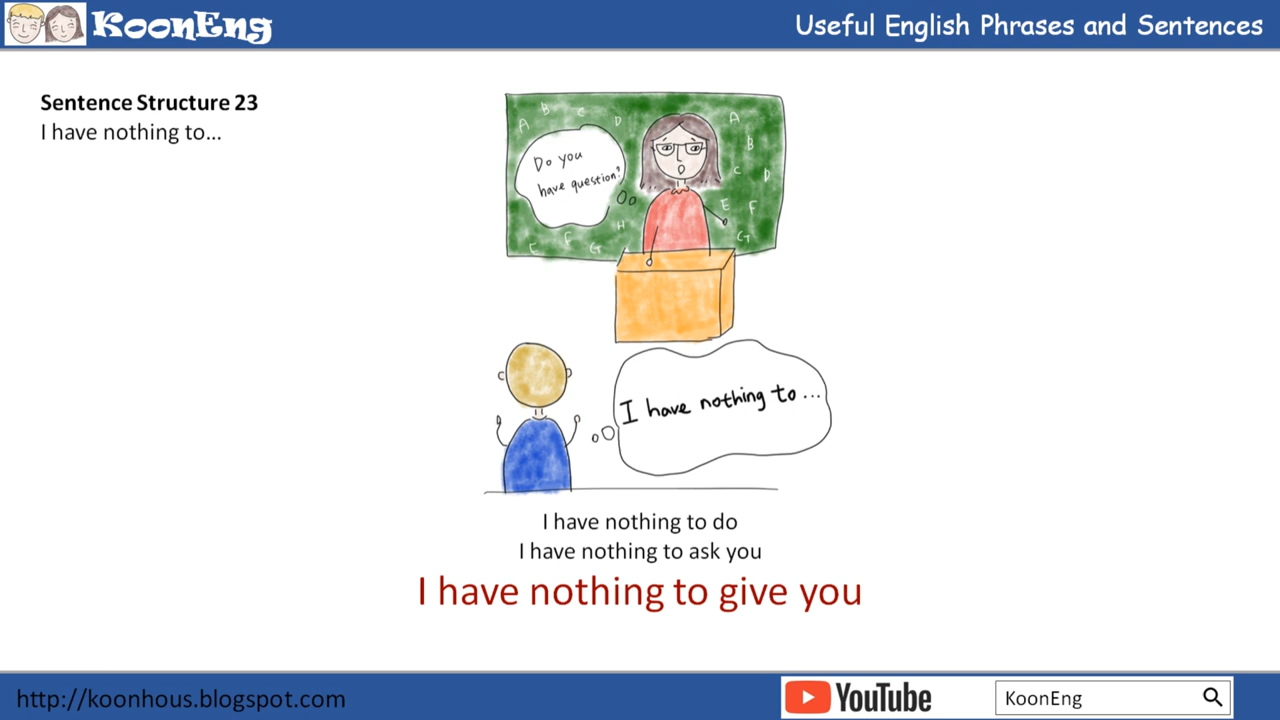 KoonEng
Useful English Phrases and Sentences
Sentence Structure 23
I have nothing to...
A B C D
A
B
C D
E F
G
H
E F G
Do you
have question?
I have nothing to ...
I have nothing to do
I have nothing to ask you
I have nothing to give you
http://koonhous.blogspot.com
YouTube
KoonEng